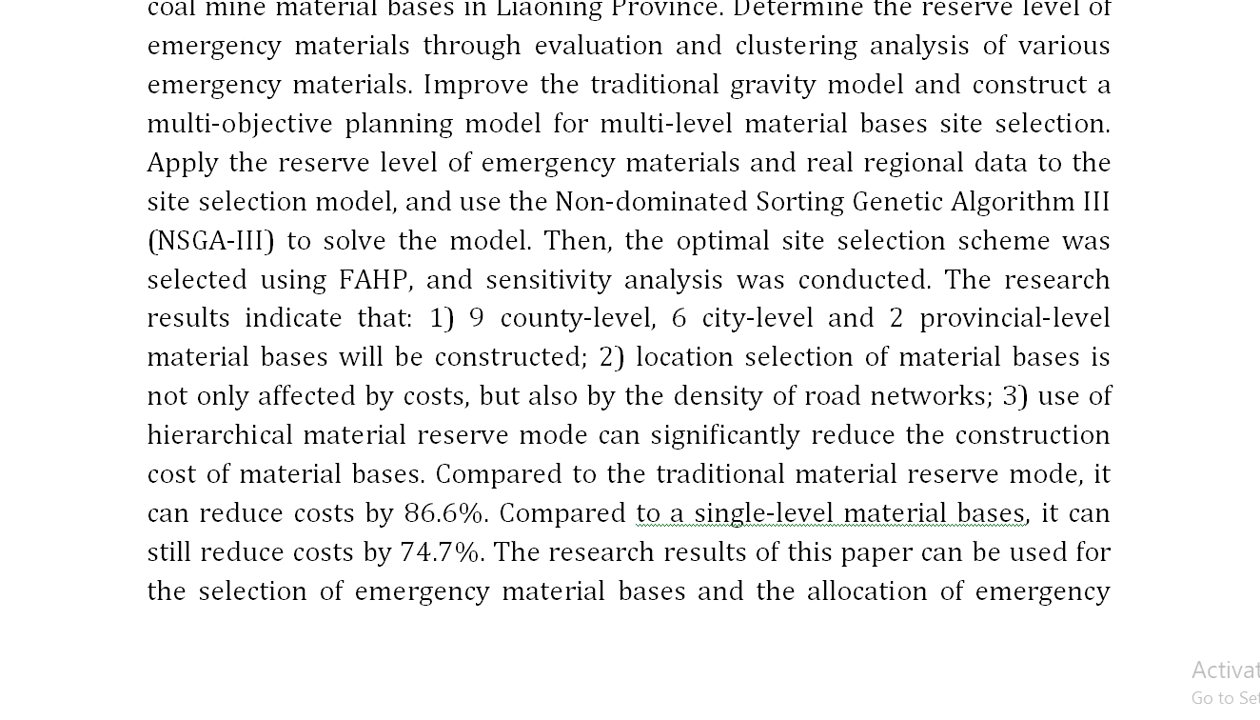 coal mine material bases in Liaoning Province. Determine the reserve level of
emergency materials through evaluation and clustering analysis of various
emergency materials. Improve the traditional gravity model and construct a
multi-objective planning model for multi-level material bases site selection.
Apply the reserve level of emergency materials and real regional data to the
site selection model, and use the Non-dominated Sorting Genetic Algorithm III
(NSGA-III) to solve the model. Then, the optimal site selection scheme was
selected using FAHP, and sensitivity analysis was conducted. The research
results indicate that: 1) 9 county-level, 6 city-level and 2 provincial-level
material bases will be constructed; 2) location selection of material bases is
not only affected by costs, but also by the density of road networks; 3) use of
hierarchical material reserve mode can significantly reduce the construction
cost of material bases. Compared to the traditional material reserve mode, it
can reduce costs by 86.6%. Compared to a single-level material bases, it can
still reduce costs by 74.7%. The research results of this paper can be used for
the selection of emergency material bases and the allocation of emergency
Activat
Go to Set